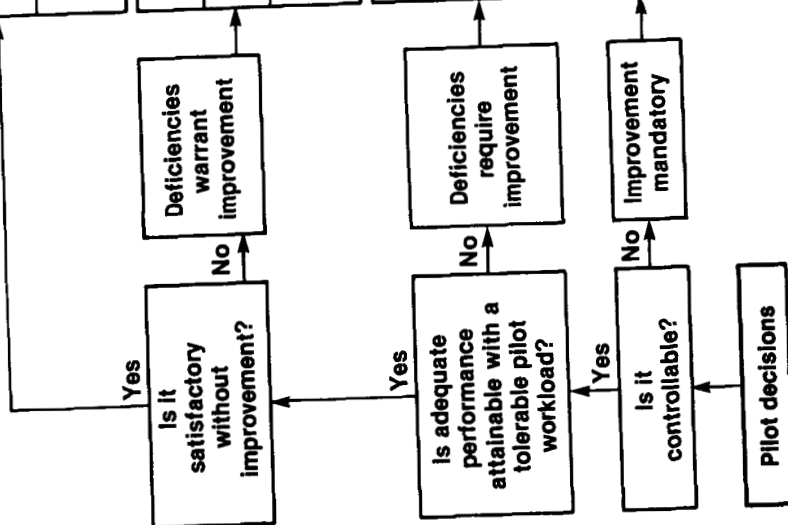 Yes
Is it
satisfactory
without
improvement?
No
Deficiencies
warrant
improvement
Yes
Is adequate
performance
attainable with a
tolerable pilot
workload?
No
Deficiencies
require
improvement
Yes
Is it
controllable?
No
Improvement
mandatory
Pilot decisions